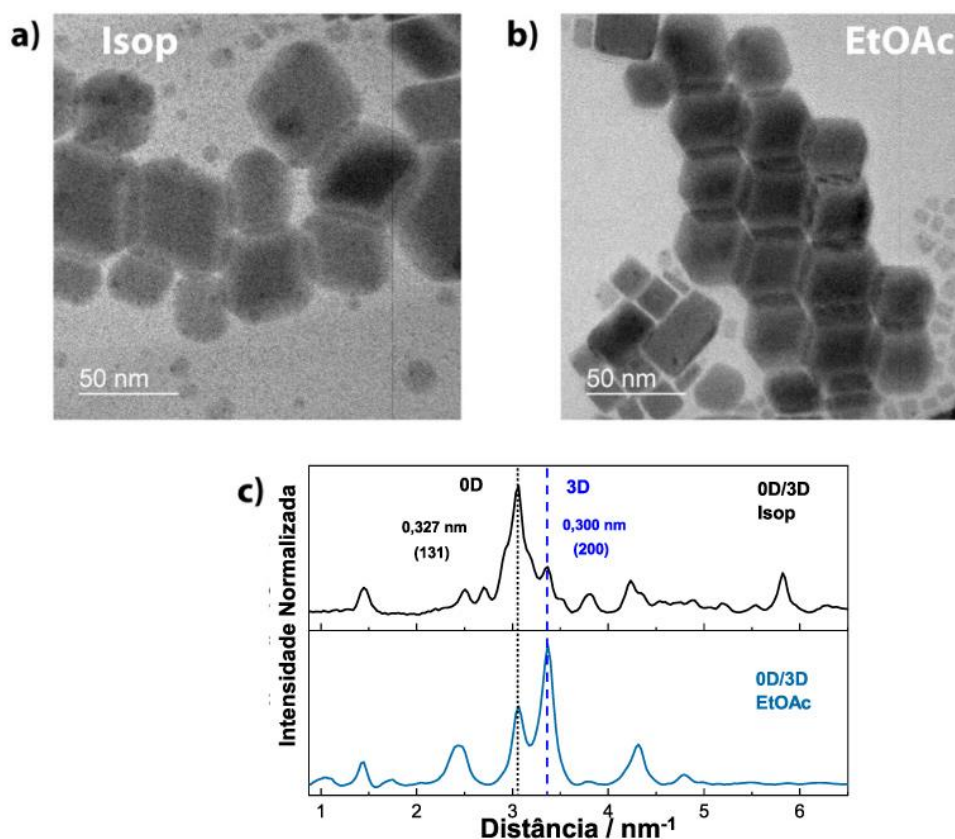 a) Isop
50 nm
b) EtOAc
50 nm
c)
Intensidade Normalizada
0D
0,327 nm
(131)
3D
0,300 nm
(200)
0D/3D
Isop
0D/3D
EtOAc
1 2 3 4 5 6
Distância / nm⁻¹